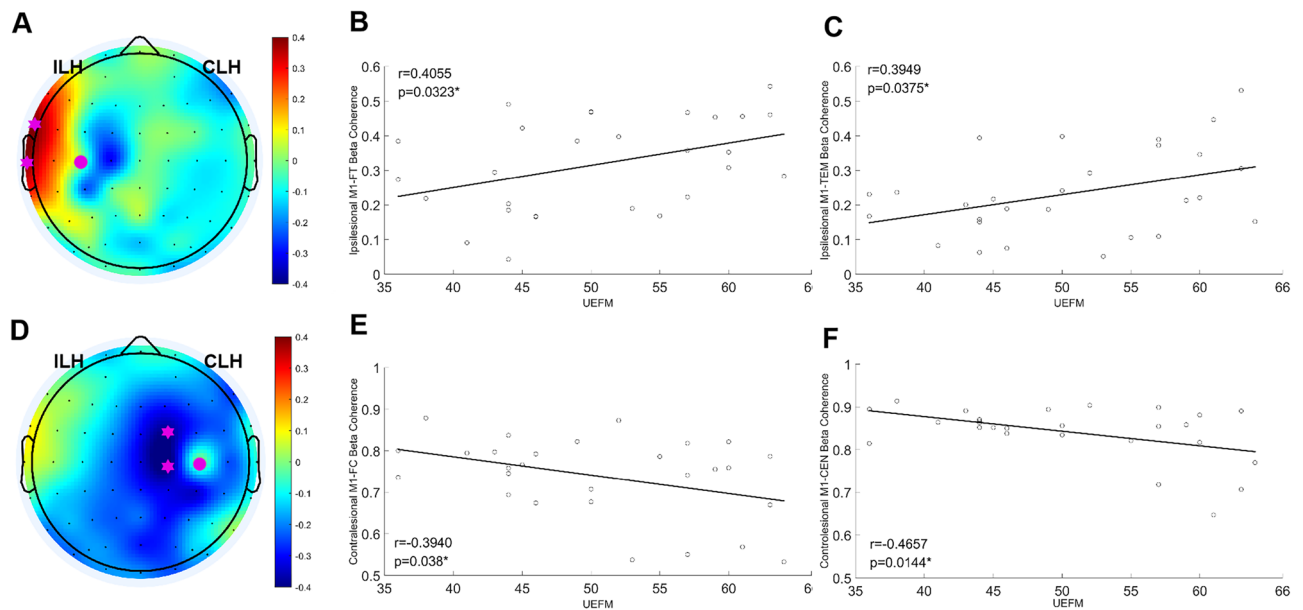 A
ILH
CLH
0.4
0.3
0.2
0.1
0
-0.1
-0.2
-0.3
-0.4
B
r=0.4055
p=0.0323*
Ipsilesional M1-FT Beta Coherence
0.6
0.5
0.4
0.3
0.2
0.1
0
35 40 45 50 55 60 6
UEFM
C
r=0.3949
p=0.0375*
Ipsilesional M1-TEM Beta Coherence
0.6
0.5
0.4
0.3
0.2
0.1
0
35 40 45 50 55 60 63 66
UEFM
D
ILH
CLH
0.4
0.3
0.2
0.1
0
-0.1
-0.2
-0.3
-0.4
E
Contralesional M1-FC Beta Coherence
1
0.9
0.8
0.7
0.6
0.5
r=-0.3940
p=0.038*
35 40 45 50 55 60 6
UEFM
F
Controlesional M1-CEN Beta Coherence
1
0.9
0.8
0.7
0.6
0.5
r=-0.4657
p=0.0144*
35 40 45 50 55 60 63 66
UEFM